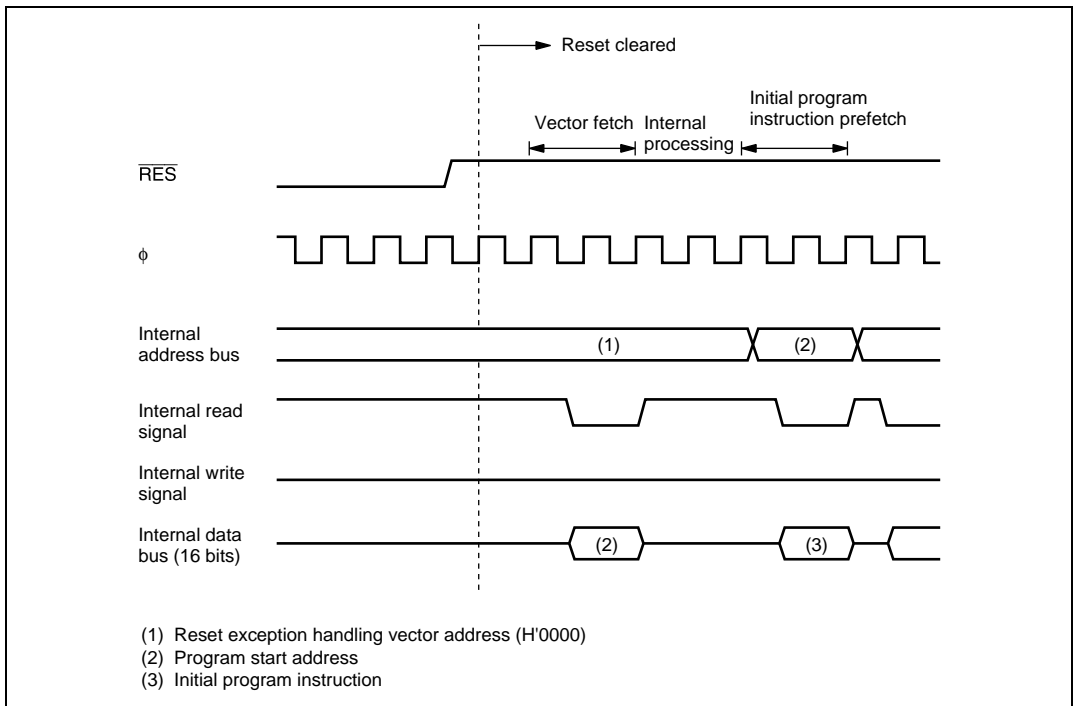 Reset cleared
Initial program
Vector fetch Internal instruction prefetch
processing
RES
φ
Internal
address bus
(1) (2)
Internal read
signal
Internal write
signal
Internal data
bus (16 bits)
(2) (3)
(1) Reset exception handling vector address (H'0000)
(2) Program start address
(3) Initial program instruction